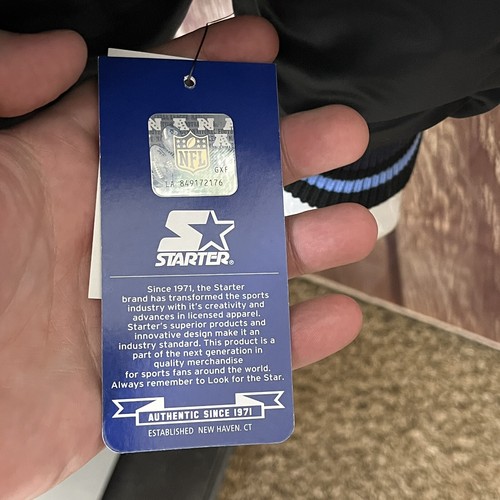 NFL
GXF
LA 849172176
STARTER®
Since 1971, the Starter
brand has transformed the sports
industry with it's creativity and
advances in licensed apparel.
Starter's superior products and
innovative design make it an
industry standard. This product is a
part of the next generation in
quality merchandise
for sports fans around the world.
Always remember to Look for the Star.
AUTHENTIC SINCE 1971
ESTABLISHED NEW HAVEN. CT